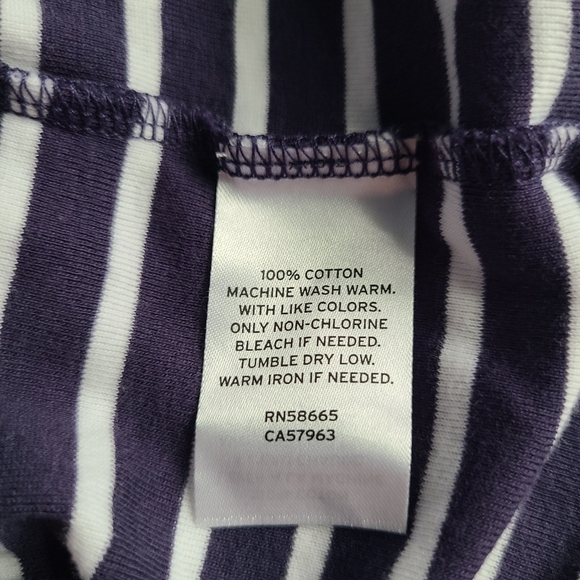 100% COTTON
MACHINE WASH WARM.
WITH LIKE COLORS.
ONLY NON-CHLORINE
BLEACH IF NEEDED.
TUMBLE DRY LOW.
WARM IRON IF NEEDED.
RN58665
CA57963